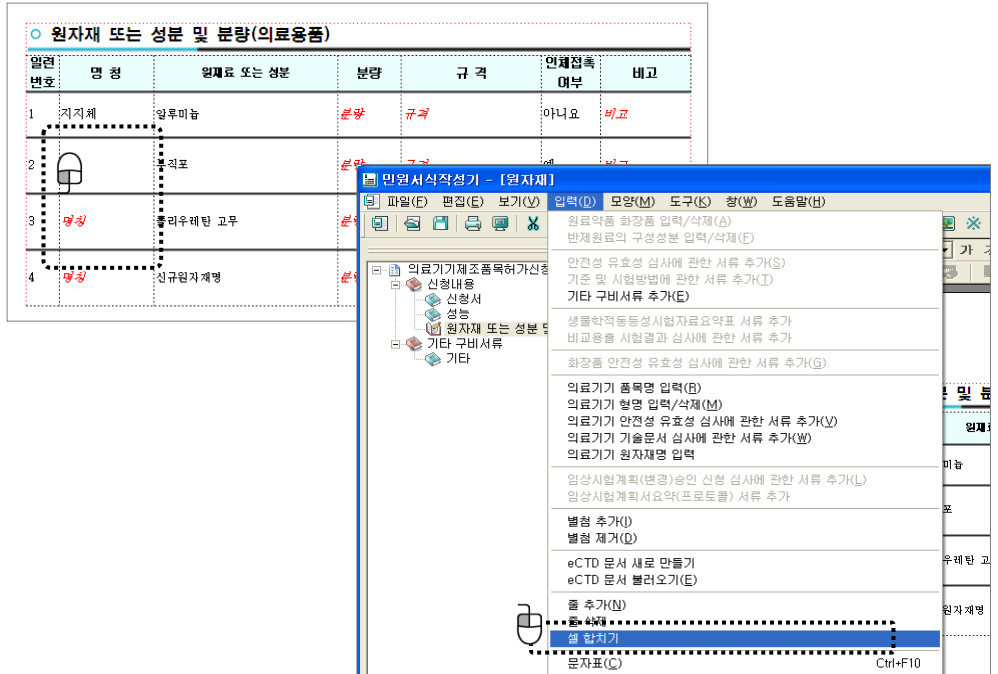 원자재 또는 성분 및 분량(의료용품)
일련번호 명 칭 원재료 또는 성분 분량 규 격 인체접촉여부 비고
1 지지체 알루미늄 분량 규격 아니요 비고
2 직포 분량 규격 예 비고
3 명칭 폴리우레탄 고무
4 명칭 신규원자재명
민원서식작성기 - [원자재]
파일(F) 편집(E) 보기(V) 입력(D) 모양(M) 도구(K) 창(W) 도움말(H)
의료기기제조품목허가신청
신청내용
신청서
성능
원자재 또는 성분 및
기타 구비서류
기타
원료약품 화장품 입력/삭제(A)
반제원료의 구성성분 입력/삭제(F)
안전성 유효성 심사에 관한 서류 추가(S)
기준 및 시험방법에 관한 서류 추가(T)
기타 구비서류 추가(E)
생물학적동등성시험자료요약표 서류 추가
비교용출 시험결과 심사에 관한 서류 추가
화장품 안전성 유효성 심사에 관한 서류 추가(G)
의료기기 품목명 입력(R)
의료기기 형명 입력/삭제(M)
의료기기 안전성 유효성 심사에 관한 서류 추가(V)
의료기기 기술문서 심사에 관한 서류 추가(W)
의료기기 원자재명 입력
임상시험계획(변경)승인 신청 심사에 관한 서류 추가(L)
임상시험계획서요약(프로토콜) 서류 추가
별첨 추가(I)
별첨 제거(D)
eCTD 문서 새로 만들기
eCTD 문서 불러오기(E)
줄 추가(N)
줄 삭제
셀 합치기
문자표(C) Ctrl+F10
가
및 분
원재료
미늄
포
우레탄 고
원자재명